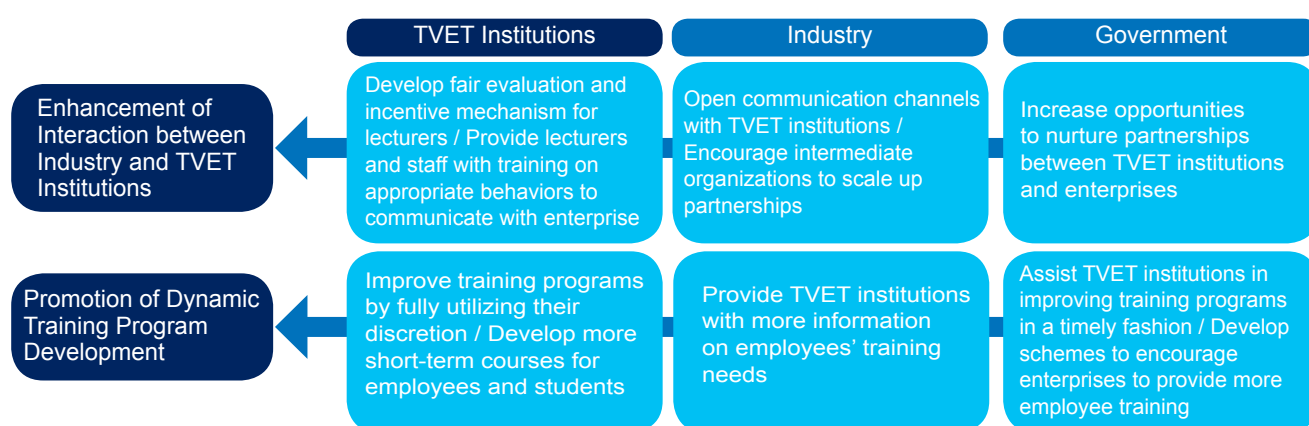 TVET Institutions
Industry
Government
Enhancement of
Interaction between
Industry and TVET
Institutions
Develop fair evaluation and
incentive mechanism for
lecturers / Provide lecturers
and staff with training on
appropriate behaviors to
communicate with enterprise
Open communication channels
with TVET institutions /
Encourage intermediate
organizations to scale up
partnerships
Increase opportunities
to nurture partnerships
between TVET institutions
and enterprises
Promotion of Dynamic
Training Program
Development
Improve training programs
by fully utilizing their
discretion / Develop more
short-term courses for
employees and students
Provide TVET institutions
with more information
on employees’ training
needs
Assist TVET institutions in
improving training programs
in a timely fashion / Develop
schemes to encourage
enterprises to provide more
employee training